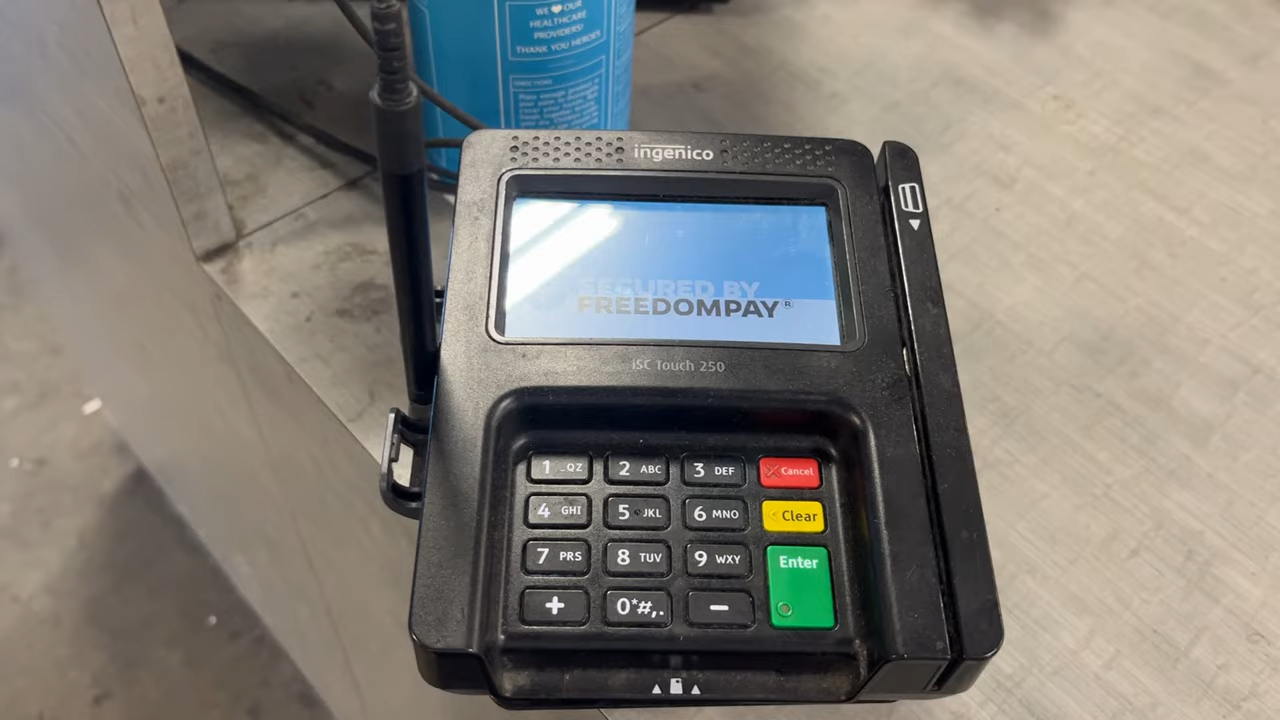 WE OUR
HEALTHCARE
PROVIDERS!
THANK YOU HEROES
DIRECTIONS
ingenico
SECURED BY
FREEDOMPAY®
iSC Touch 250
1 QZ
2 ABC
3 DEF
Cancel
4 GHI
5 JKL
6 MNO
< Clear
7 PRS
8 TUV
9 WXY
Enter
+
0*#,.
−